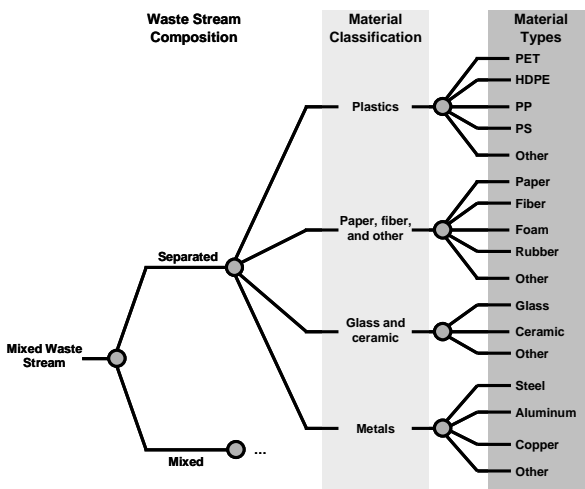 Waste Stream
Composition
Material
Classification
Material
Types
Plastics
PET
HDPE
PP
PS
Other
Paper, fiber,
and other
Paper
Fiber
Foam
Rubber
Other
Separated
Glass and
ceramic
Glass
Ceramic
Other
Mixed Waste
Stream
Metals
Steel
Aluminum
Copper
Other
Mixed
...